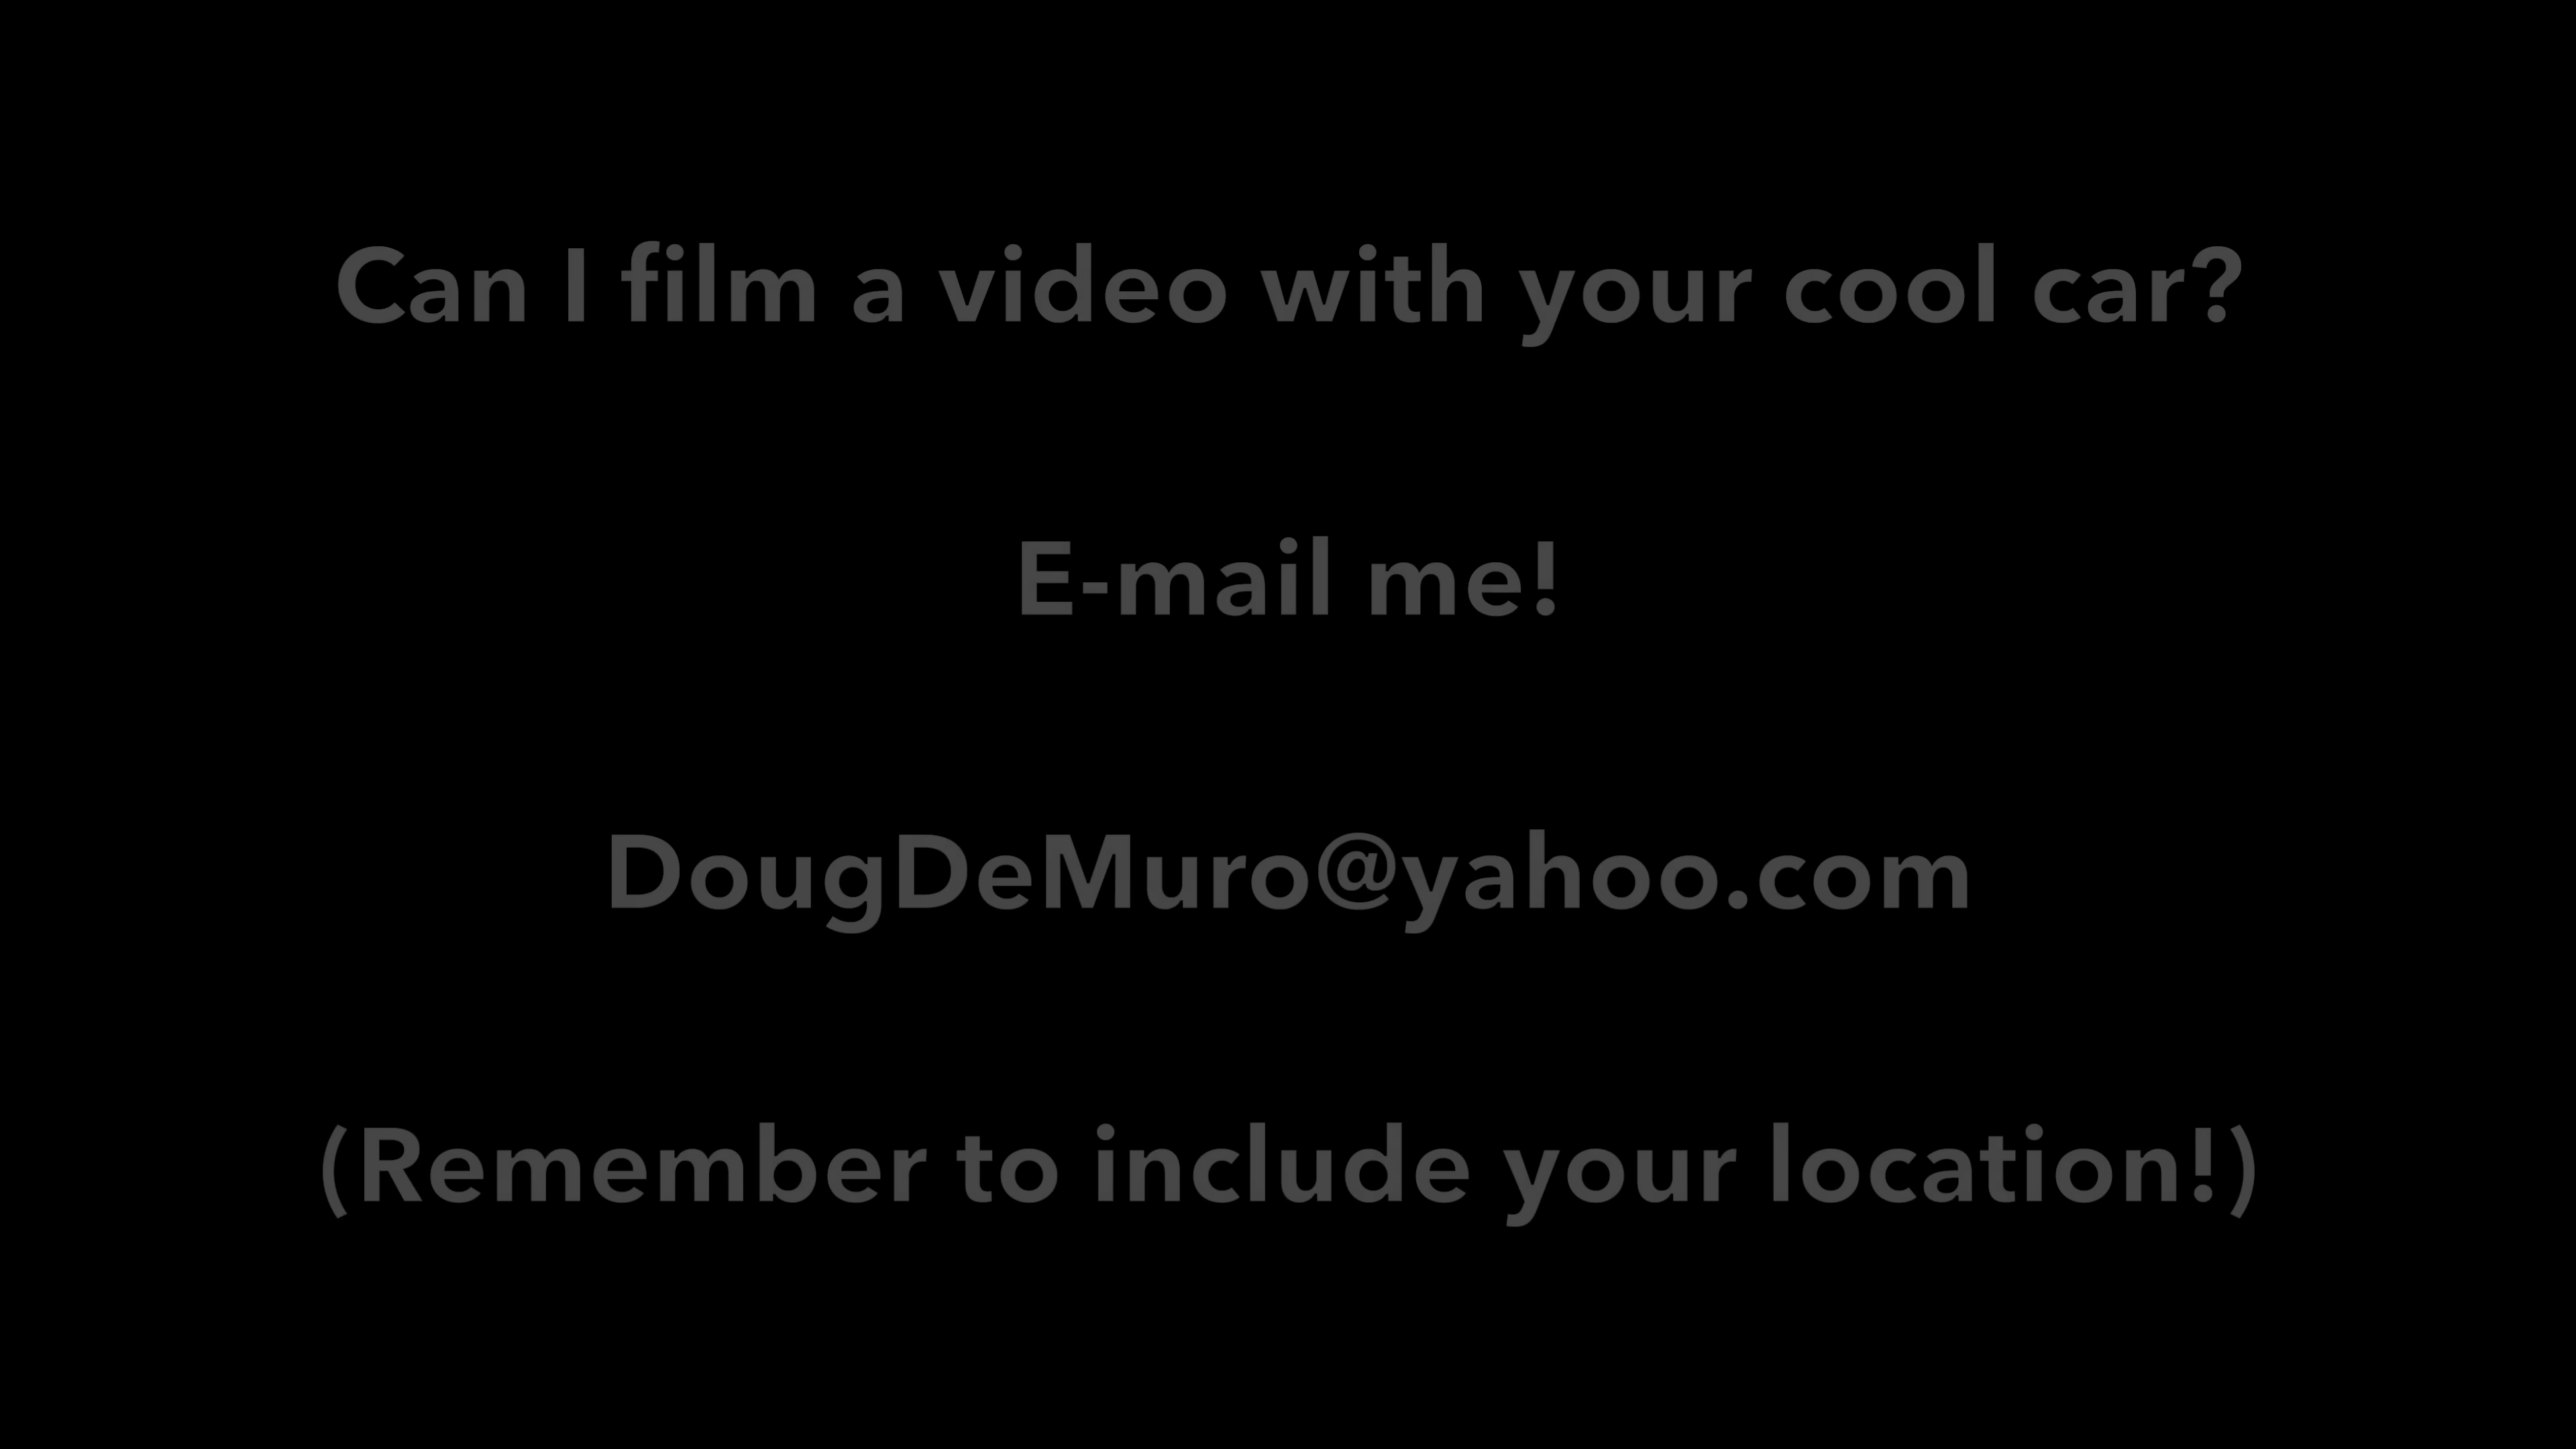 Can I film a video with your cool car?
E-mail me!
DougDeMuro@yahoo.com
(Remember to include your location!)